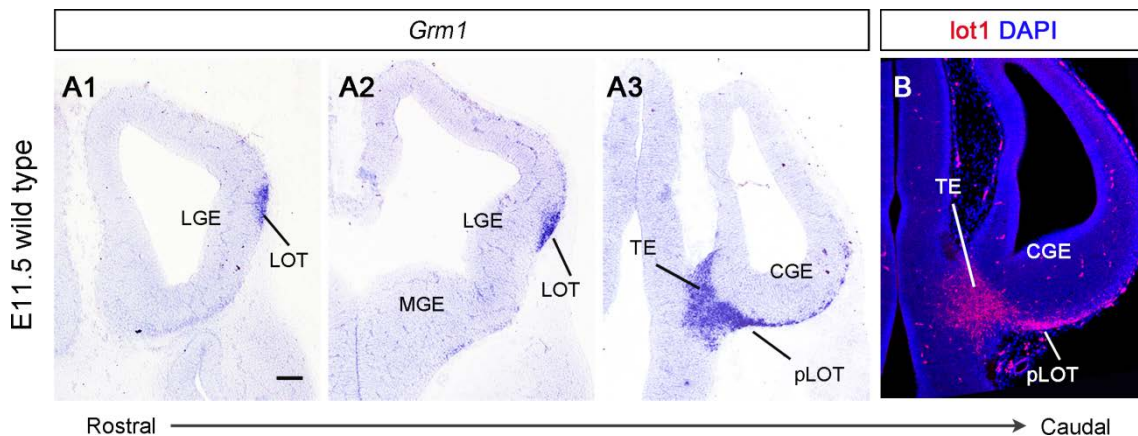 Grm1
lot1 DAPI
E11.5 wild type
A1
LGE
LOT
A2
LGE
LOT
MGE
A3
TE
CGE
pLOT
B
TE
CGE
pLOT
Rostral
Caudal